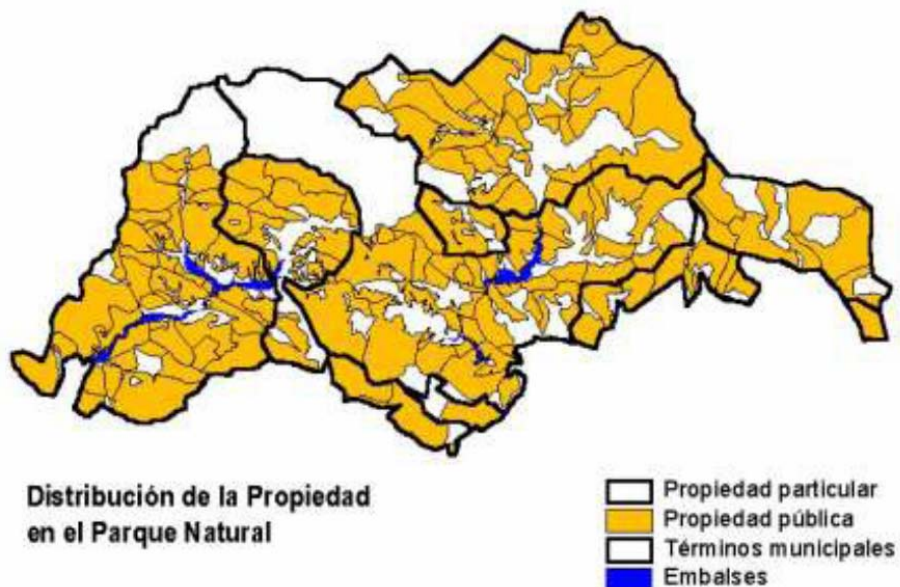 Distribución de la Propiedad
en el Parque Natural
Propiedad particular
Propiedad pública
Términos municipales
Embalses